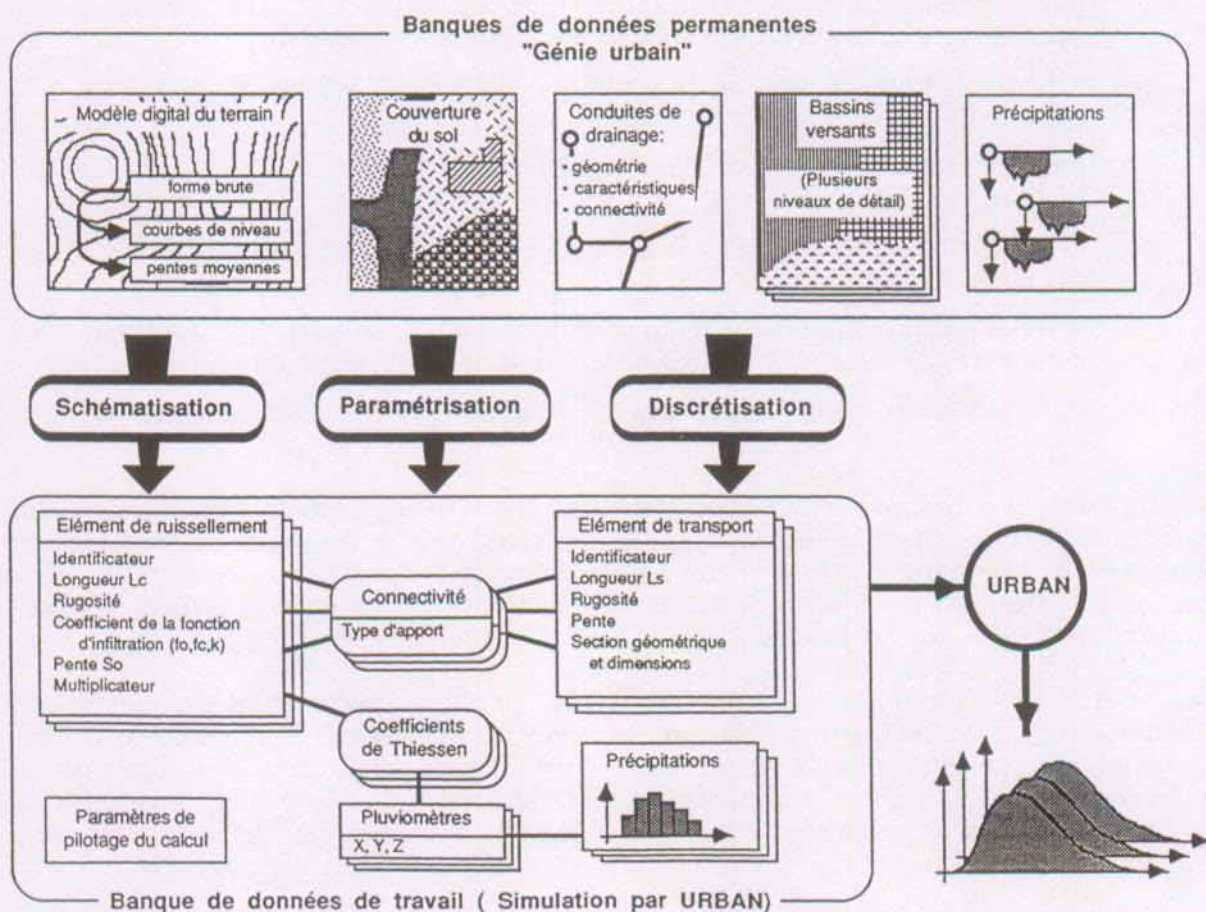 Banques de données permanentes
"Génie urbain"
Modèle digital du terrain
forme brute
courbes de niveau
pentes moyennes
Couverture
du sol
Conduites de
drainage:
• géométrie
• caractéristiques
• connectivité
Bassins
versants
(Plusieurs
niveaux de détail)
Précipitations
Schématisation
Paramétrisation
Discrétisation
Elément de ruissellement
Identificateur
Longueur Lc
Rugosité
Coefficient de la fonction
d'infiltration (fo,fc,k)
Pente So
Multiplicateur
Connectivité
Type d'apport
Elément de transport
Identificateur
Longueur Ls
Rugosité
Pente
Section géométrique
et dimensions
URBAN
Coefficients
de Thiessen
Précipitations
Paramètres de
pilotage du calcul
Pluviomètres
X, Y, Z
Banque de données de travail ( Simulation par URBAN)